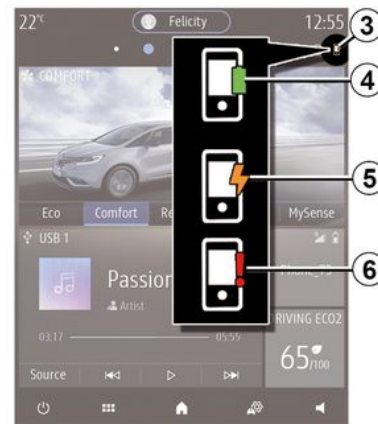 22°C
Felicity
12:55
3
COMFORT
4
Eco
Comfort
MySense
5
USB 1
Passion
Artist
6
03:17
05:55
DRIVING ECO2
65/100
Source